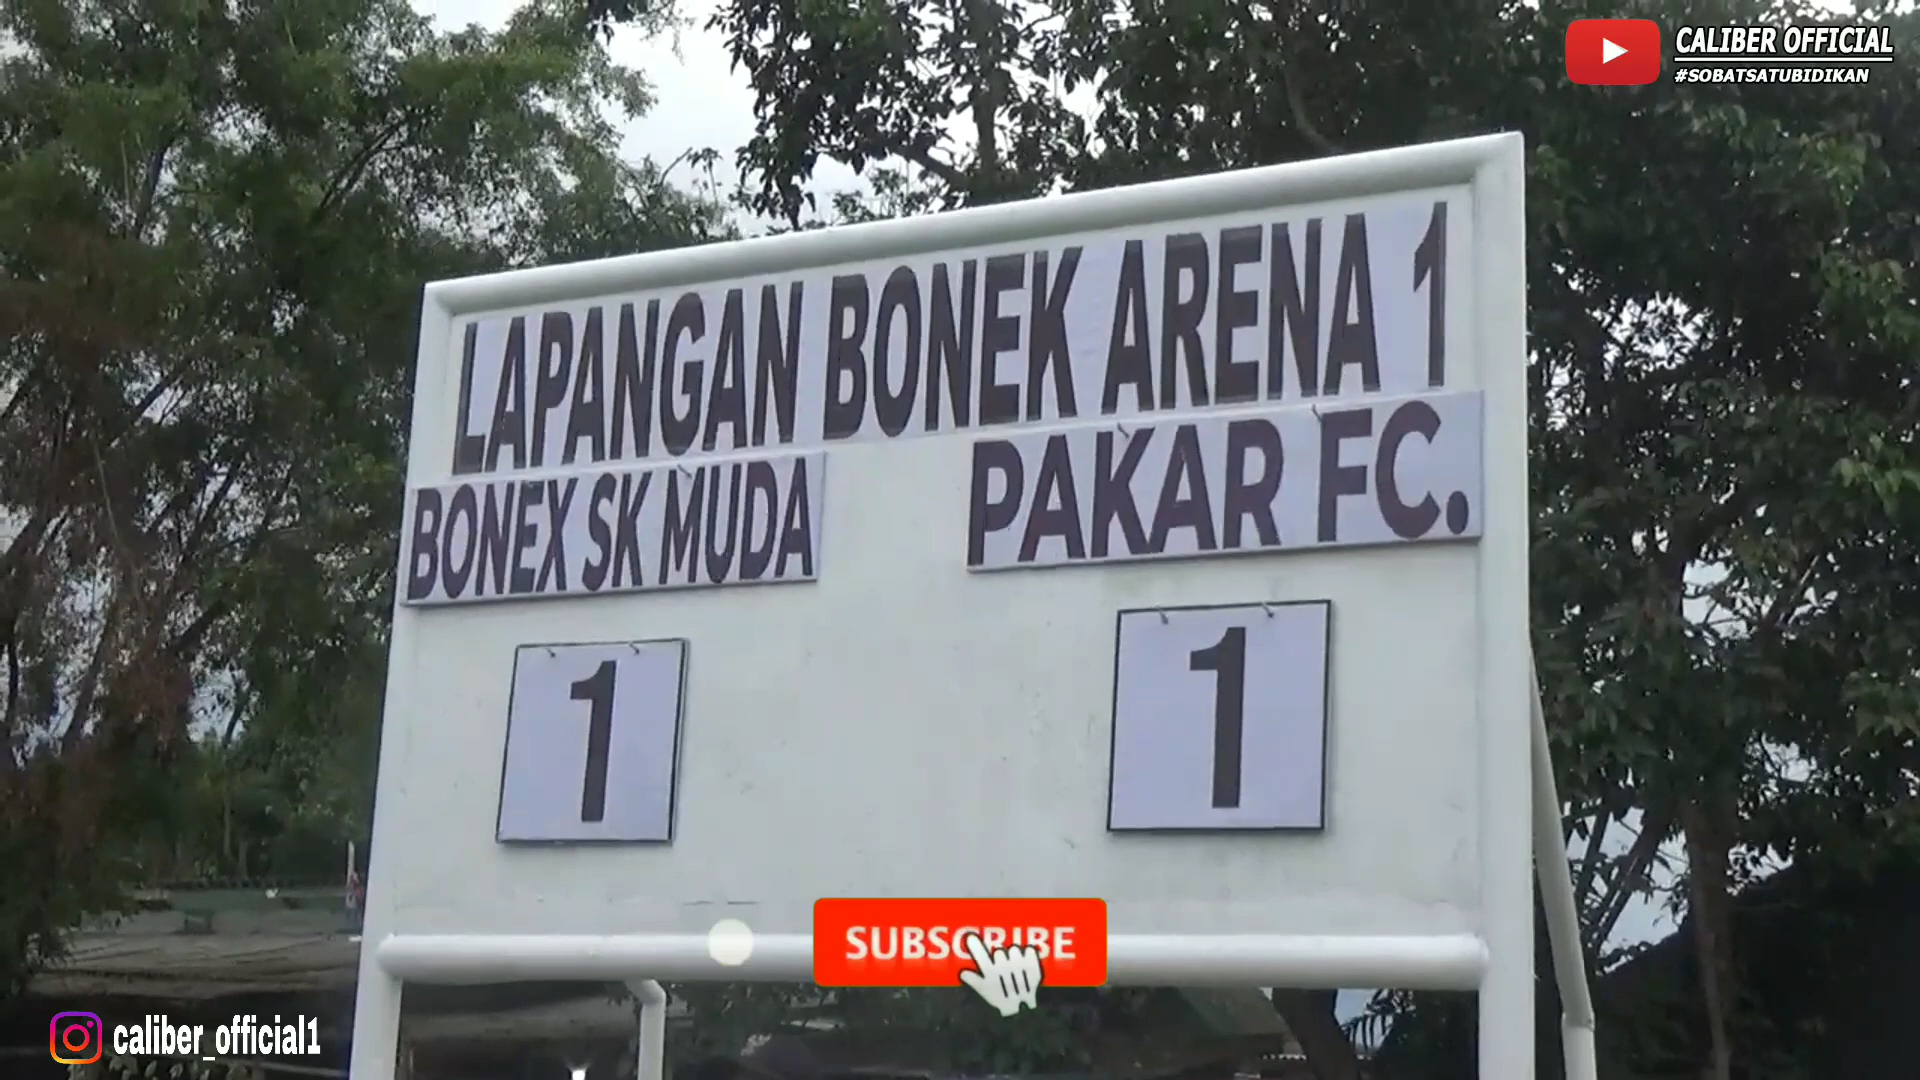 CALIBER OFFICIAL
#SOBATSATUBIDIKAN
LAPANGAN BONEK ARENA 1
BONEX SK MUDA
PAKAR FC.
1
1
SUBSCRIBE
caliber_official1